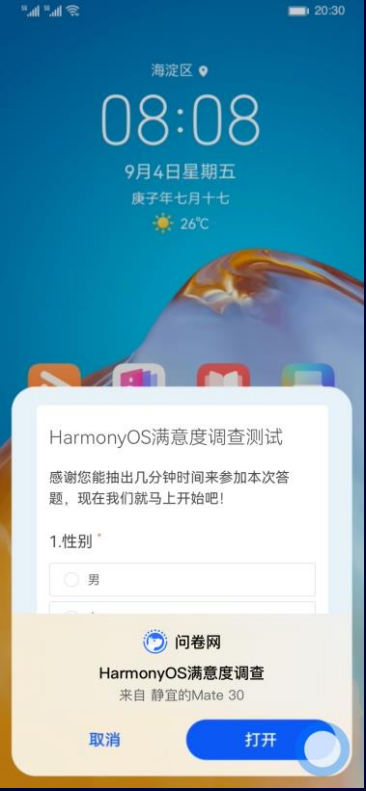 5G 5G 20:30
海淀区
08:08
9月4日星期五
庚子年七月十七
26℃
HarmonyOS满意度调查测试
感谢您能抽出几分钟时间来参加本次答
题，现在我们就马上开始吧！
1.性别 *
男
问卷网
HarmonyOS满意度调查
来自 静宜的Mate 30
取消 打开